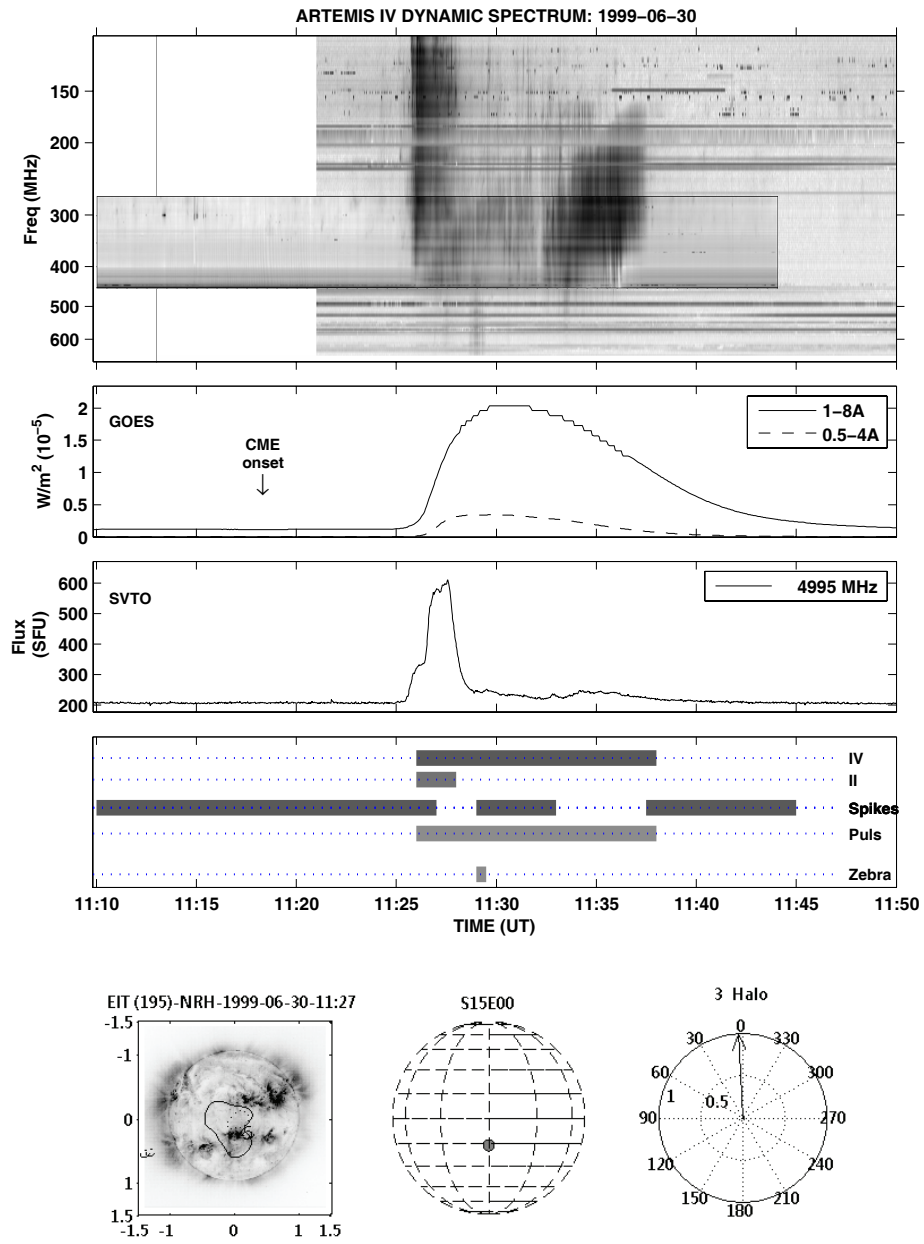 ARTEMIS IV DYNAMIC SPECTRUM: 1999–06–30
Freq (MHz)
150
200
300
400
500
600
GOES
CME
onset
1–8A
0.5–4A
W/m² (10⁻⁵)
2
1.5
1
0.5
0
SVTO
4995 MHz
Flux
(SFU)
600
500
400
300
200
IV
II
Spikes
Puls
Zebra
11:10 11:15 11:20 11:25 11:30 11:35 11:40 11:45 11:50
TIME (UT)
EIT (195)-NRH-1999-06-30-11:27
-1.5
-1
0
1
1.5
-1.5 -1 0 1 1.5
S15E00
3 Halo
0
30 330
60 300
1 0.5
90 270
120 240
150 210
180